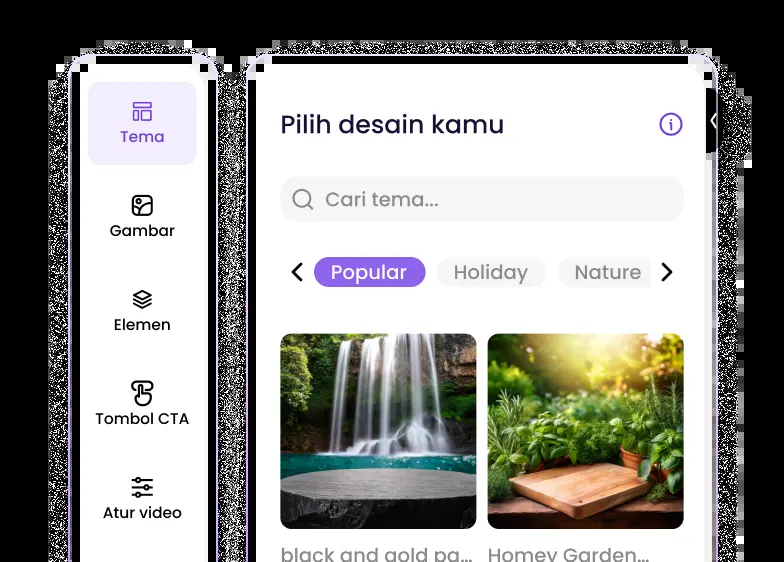 Tema
Gambar
Elemen
Tombol CTA
Atur video
Pilih desain kamu
Cari tema...
Popular
Holiday
Nature
black and gold pa...
Homey Garden...